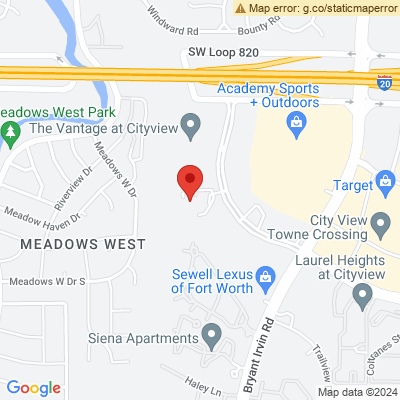 Map error: g.co/staticmaperror
Windward Rd
Bounty Rd
SW Loop 820
20
Academy Sports
+ Outdoors
Meadows West Park
The Vantage at Cityview
Meadows W Dr
Riverview Dr
Target
Meadow Haven Dr
City View
Towne Crossing
MEADOWS WEST
Laurel Heights
at Cityview
Sewell Lexus
of Fort Worth
Meadows W Dr S
Bryant Irvin Rd
Siena Apartments
Trailview
Haley Ln
Google
Map data ©2024